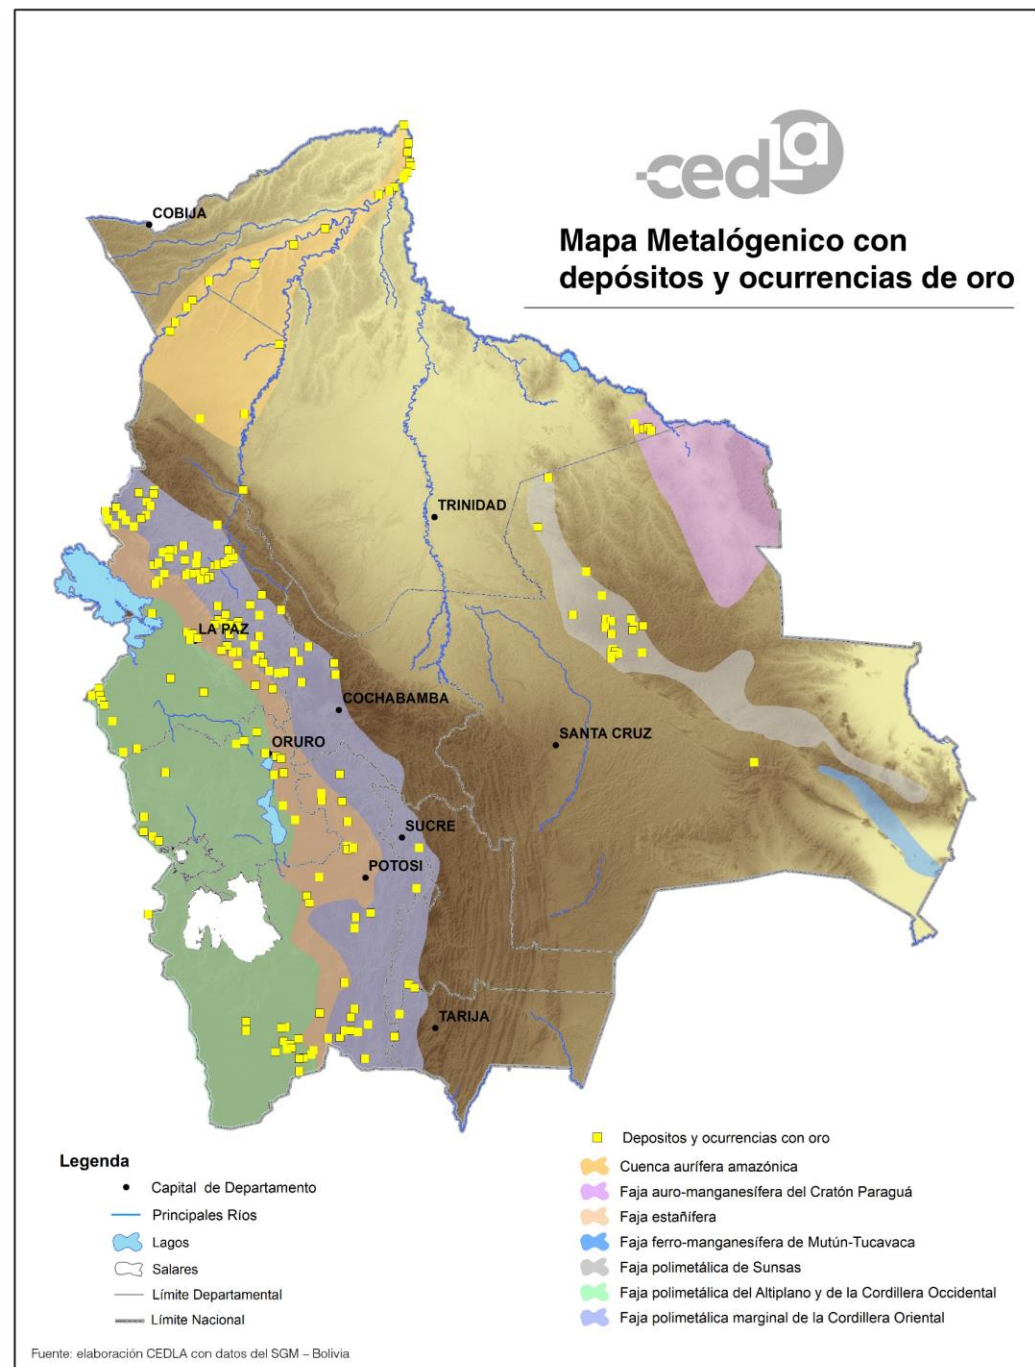 cedla
Mapa Metalógenico con
depósitos y ocurrencias de oro
COBIJA
TRINIDAD
LA PAZ
COCHABAMBA
SANTA CRUZ
ORURO
SUCRE
POTOSI
TARIJA
Legenda
Capital de Departamento
Principales Ríos
Lagos
Salares
Límite Departamental
Límite Nacional
Depositos y ocurrencias con oro
Cuenca aurífera amazónica
Faja auro-manganesífera del Cratón Paraguá
Faja estañífera
Faja ferro-manganesífera de Mutún-Tucavaca
Faja polimetálica de Sunsas
Faja polimetálica del Altiplano y de la Cordillera Occidental
Faja polimetálica marginal de la Cordillera Oriental
Fuente: elaboración CEDLA con datos del SGM – Bolivia